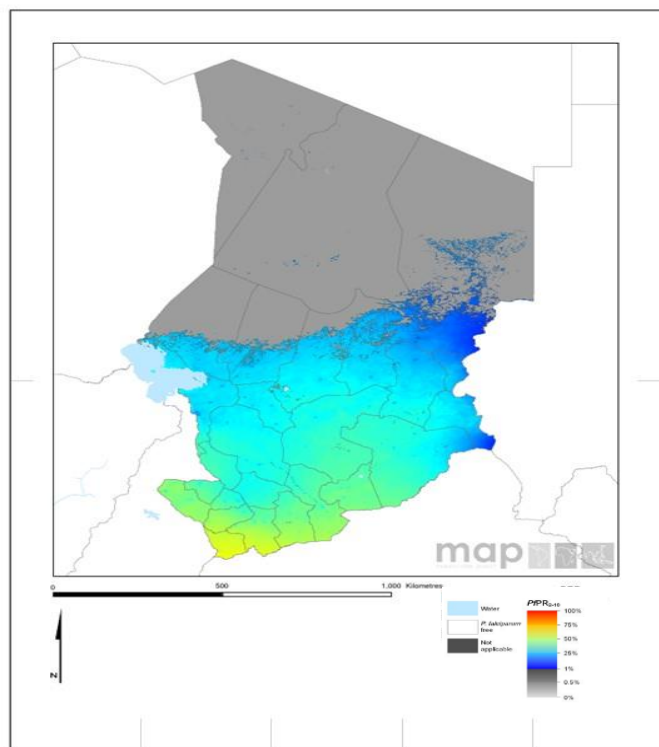 map
0 500 1,000 Kilometres
N
Water
P. falciparum
free
Not
applicable
PfPR2-10
100%
75%
50%
25%
1%
0.5%
0%